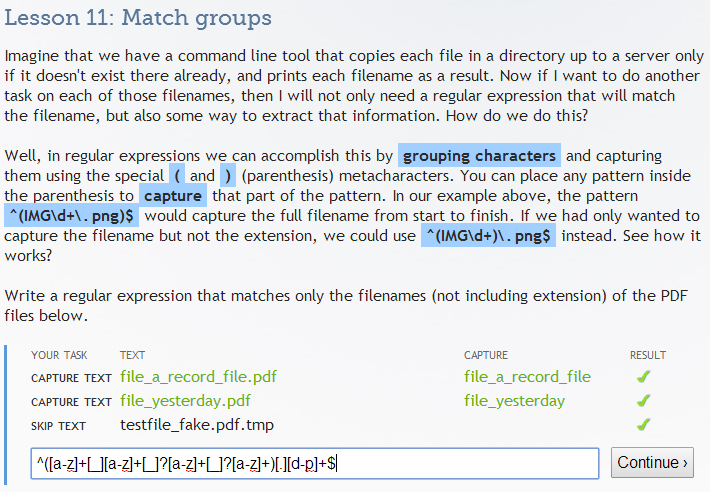 Lesson 11: Match groups
Imagine that we have a command line tool that copies each file in a directory up to a server only
if it doesn't exist there already, and prints each filename as a result. Now if I want to do another
task on each of those filenames, then I will not only need a regular expression that will match
the filename, but also some way to extract that information. How do we do this?
Well, in regular expressions we can accomplish this by grouping characters and capturing
them using the special ( and ) (parenthesis) metacharacters. You can place any pattern inside
the parenthesis to capture that part of the pattern. In our example above, the pattern
^(IMG\d+\.png)$ would capture the full filename from start to finish. If we had only wanted to
capture the filename but not the extension, we could use ^(IMG\d+)\.png$ instead. See how it
works?
Write a regular expression that matches only the filenames (not including extension) of the PDF
files below.
YOUR TASK TEXT CAPTURE RESULT
CAPTURE TEXT file_a_record_file.pdf file_a_record_file
CAPTURE TEXT file_yesterday.pdf file_yesterday
SKIP TEXT testfile_fake.pdf.tmp
^([a-z]+[_][a-z]+[_]?[a-z]+[_]?[a-z]+)[.][d-p]+$ Continue ›